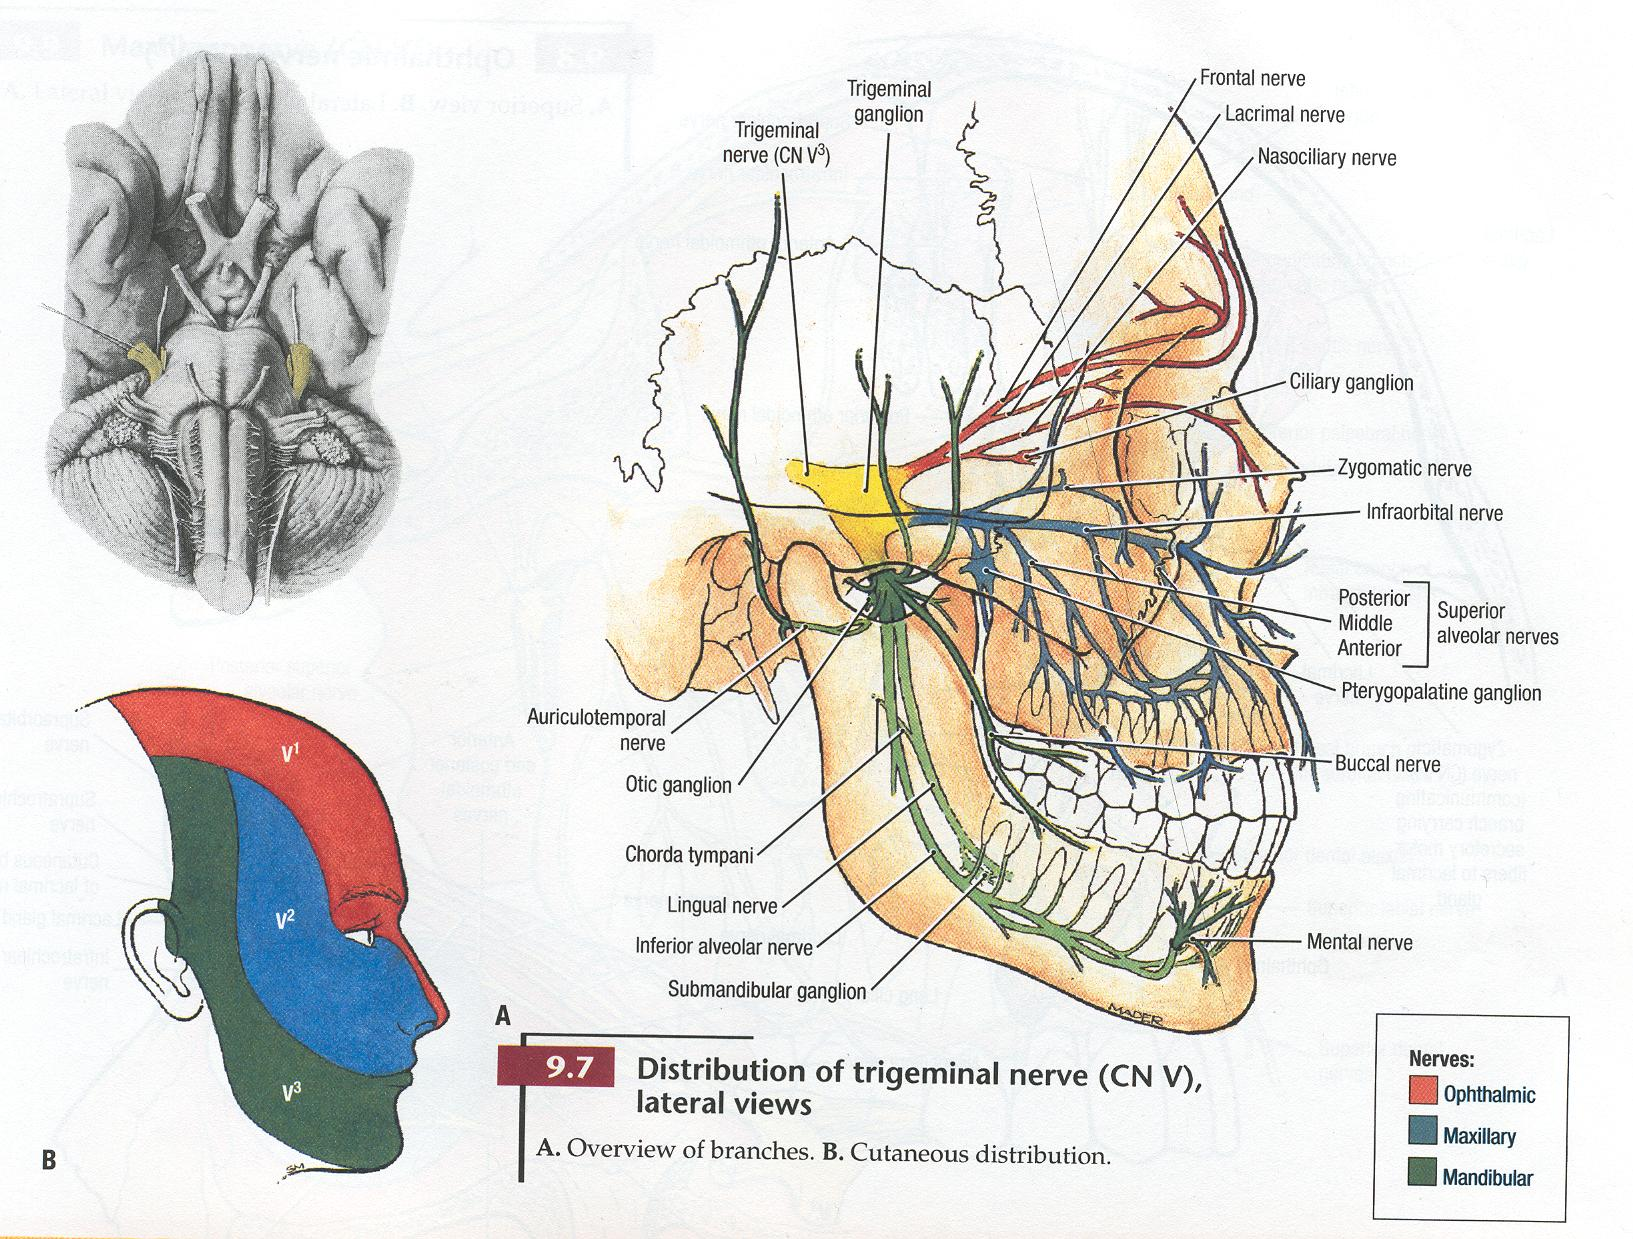 Trigeminal
ganglion
Trigeminal
nerve (CN V³)
Frontal nerve
Lacrimal nerve
Nasociliary nerve
Ciliary ganglion
Zygomatic nerve
Infraorbital nerve
Posterior
Middle
Anterior
Superior
alveolar nerves
Pterygopalatine ganglion
Buccal nerve
Mental nerve
Auriculotemporal
nerve
Otic ganglion
Chorda tympani
Lingual nerve
Inferior alveolar nerve
Submandibular ganglion
MADER
A
V¹
V²
V³
B
9.7 Distribution of trigeminal nerve (CN V),
lateral views
A. Overview of branches. B. Cutaneous distribution.
Nerves:
Ophthalmic
Maxillary
Mandibular